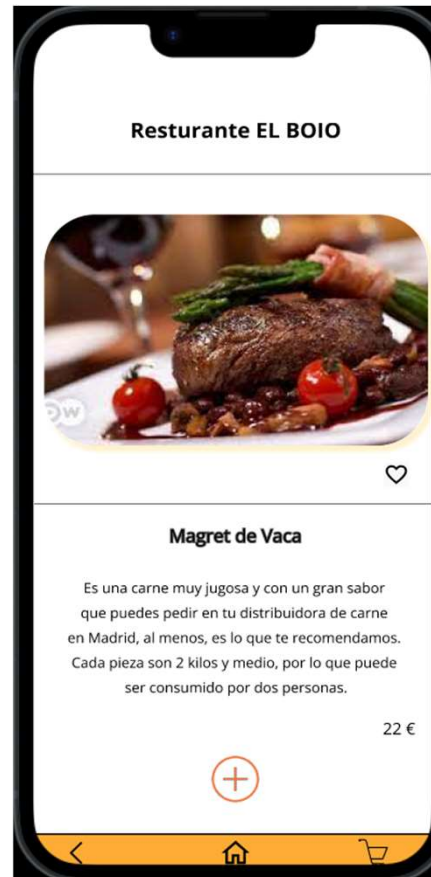 Resturante EL BOIO
DW
Magret de Vaca
Es una carne muy jugosa y con un gran sabor
que puedes pedir en tu distribuidora de carne
en Madrid, al menos, es lo que te recomendamos.
Cada pieza son 2 kilos y medio, por lo que puede
ser consumido por dos personas.
22 €